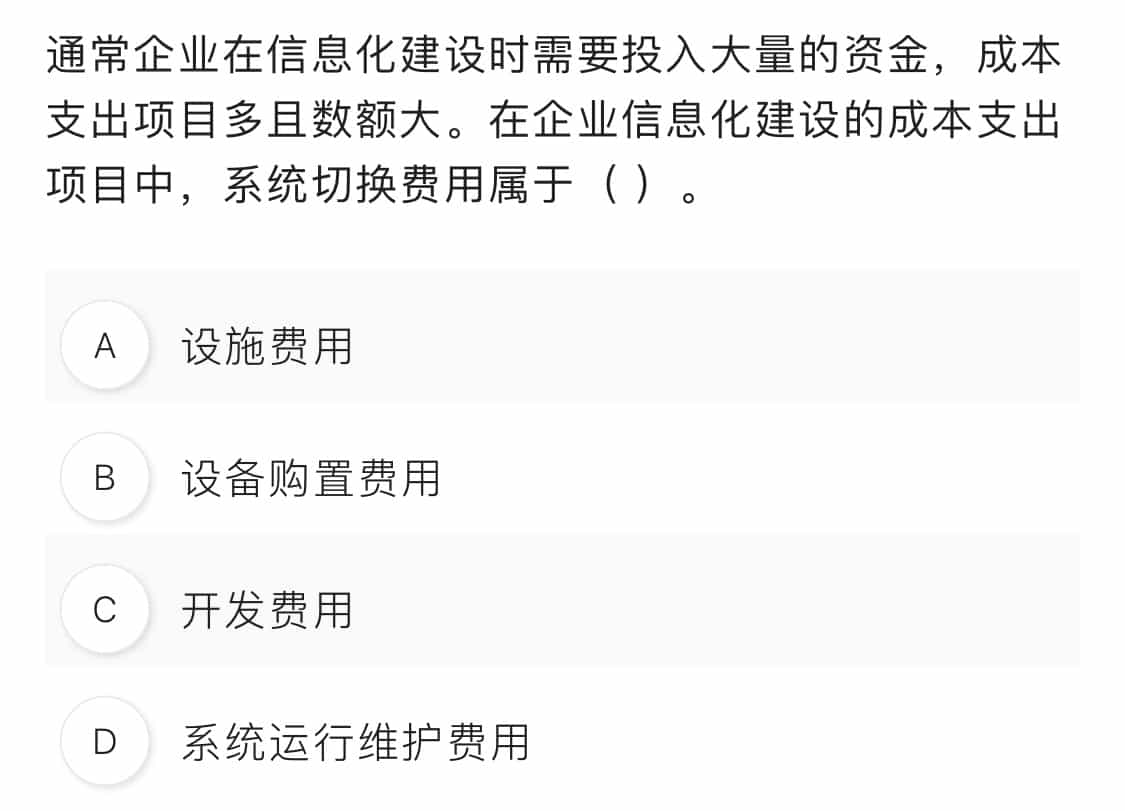 通常企业在信息化建设时需要投入大量的资金，成本
支出项目多且数额大。在企业信息化建设的成本支出
项目中，系统切换费用属于（ ）。
A 设施费用
B 设备购置费用
C 开发费用
D 系统运行维护费用